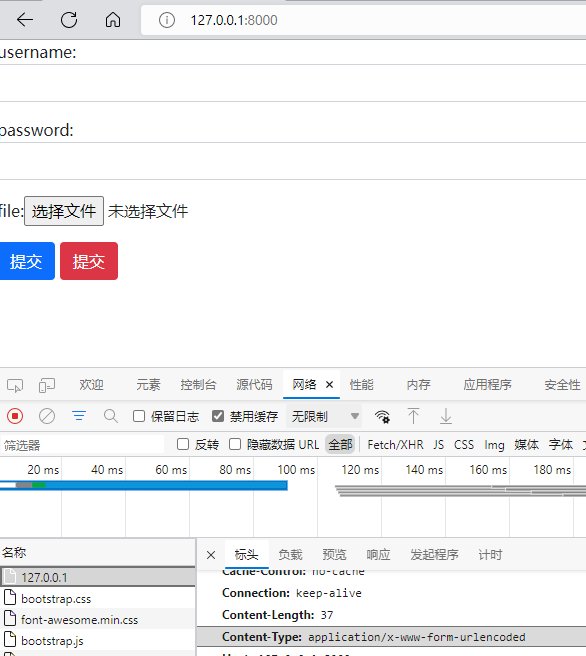 127.0.0.1:8000
username:
password:
file: 选择文件 未选择文件
提交 提交
欢迎 元素 控制台 源代码 网络 性能 内存 应用程序 安全性
保留日志 禁用缓存 无限制
筛选器 反转 隐藏数据 URL 全部 Fetch/XHR JS CSS Img 媒体 字体
20 ms 40 ms 60 ms 80 ms 100 ms 120 ms 140 ms 160 ms 180 ms
名称 标头 负载 预览 响应 发起程序 计时
127.0.0.1
bootstrap.css
font-awesome.min.css
bootstrap.js
Cache-Control: no-cache
Connection: keep-alive
Content-Length: 37
Content-Type: application/x-www-form-urlencoded